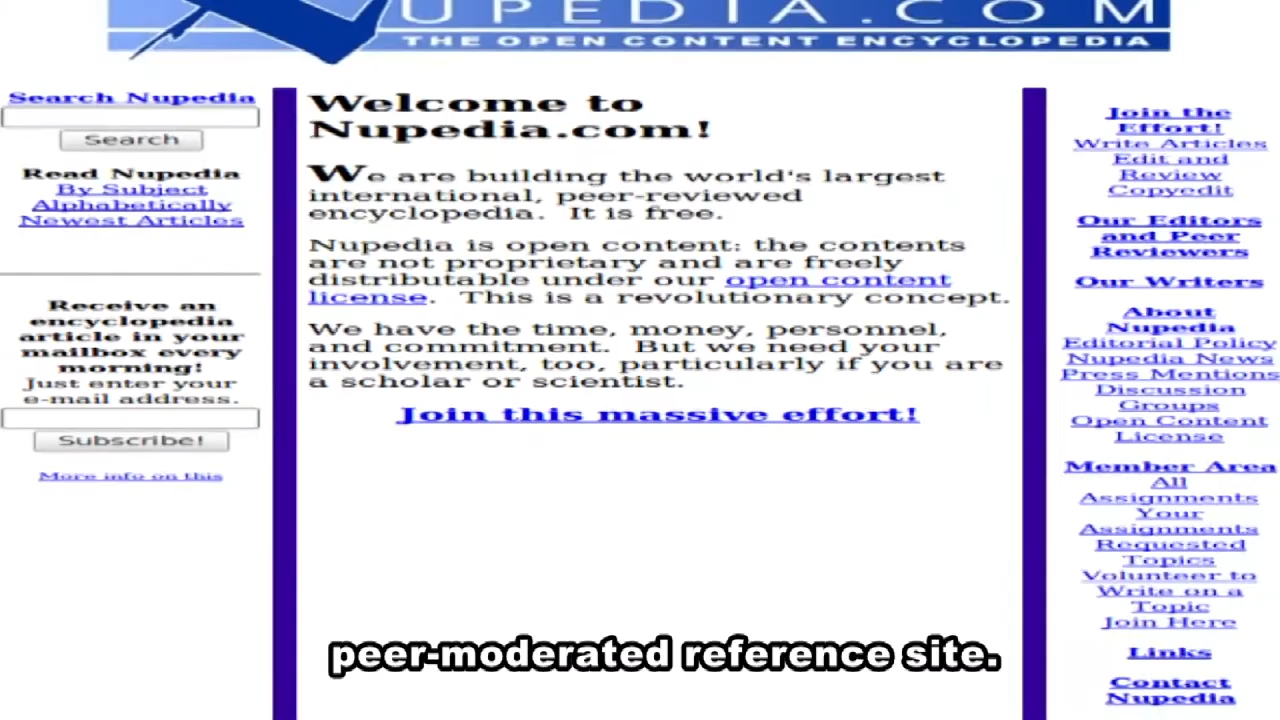 UPEDIA.COM
THE OPEN CONTENT ENCYCLOPEDIA
Search Nupedia
Search
Read Nupedia
By Subject
Alphabetically
Newest Articles
Receive an
encyclopedia
article in your
mailbox every
morning!
Just enter your
e-mail address.
Subscribe!
More info on this
Welcome to
Nupedia.com!
We are building the world's largest
international, peer-reviewed
encyclopedia. It is free.
Nupedia is open content: the contents
are not proprietary and are freely
distributable under our open content
license. This is a revolutionary concept.
We have the time, money, personnel,
and commitment. But we need your
involvement, too, particularly if you are
a scholar or scientist.
Join this massive effort!
Join the
Effort!
Write Articles
Edit and
Review
Copyedit
Our Editors
and Peer
Reviewers
Our Writers
About
Nupedia
Editorial Policy
Nupedia News
Press Mentions
Discussion
Groups
Open Content
License
Member Area
All
Assignments
Your
Assignments
Requested
Topics
Volunteer to
Write on a
Topic
Join Here
Links
Contact
Nupedia
peer-moderated reference site.